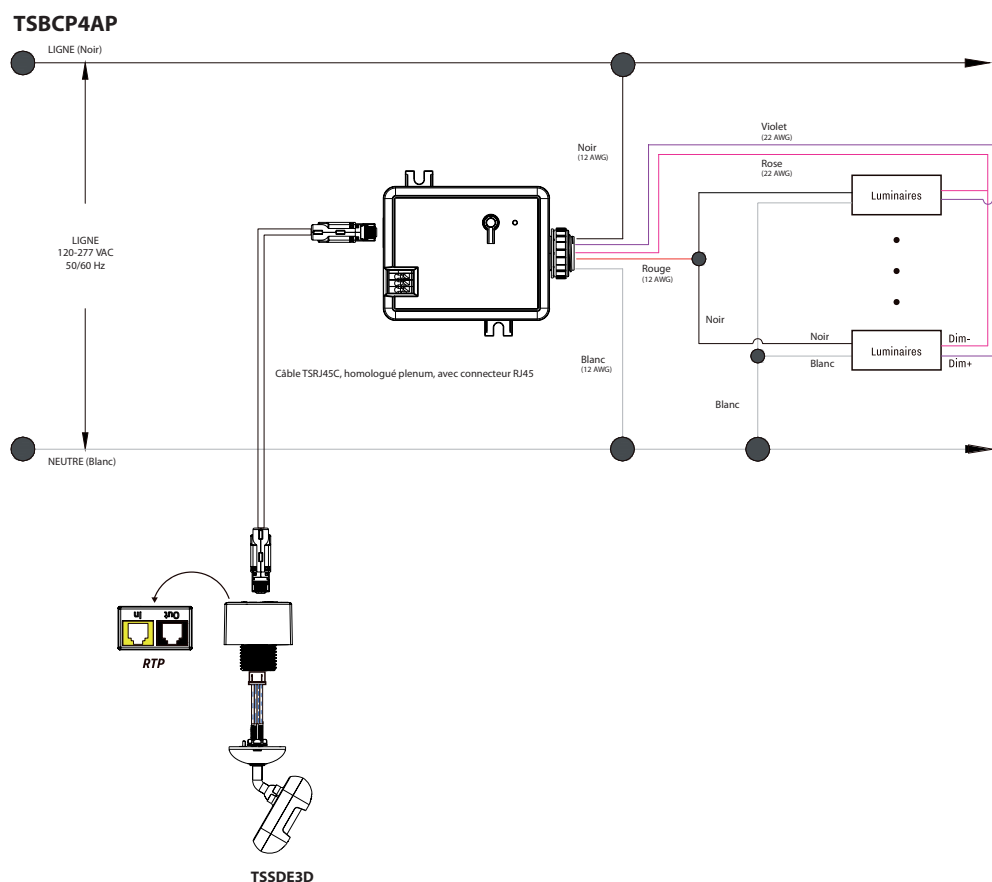 TSBCP4AP
LIGNE (Noir)
Violet
(22 AWG)
Noir
(12 AWG)
Rose
(22 AWG)
Luminaires
LIGNE
120-277 VAC
50/60 Hz
Rouge
(12 AWG)
Noir
Noir
Dim-
Luminaires
Blanc
(12 AWG)
Blanc
Dim+
Câble TSRJ45C, homologué plenum, avec connecteur RJ45
Blanc
NEUTRE (Blanc)
In
Out
RTP
TSSDE3D